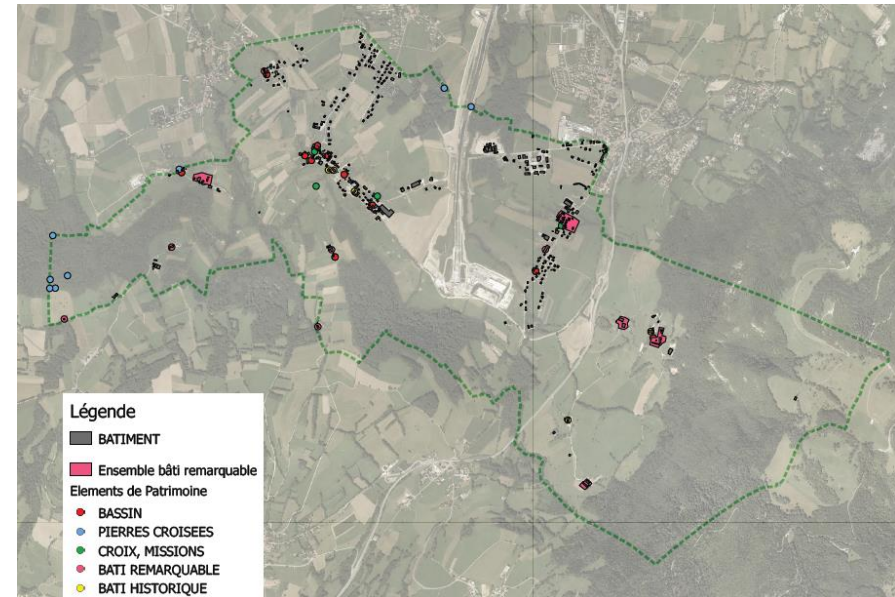 Légende
BATIMENT
Ensemble bâti remarquable
Elements de Patrimoine
BASSIN
PIERRES CROISEES
CROIX, MISSIONS
BATI REMARQUABLE
BATI HISTORIQUE